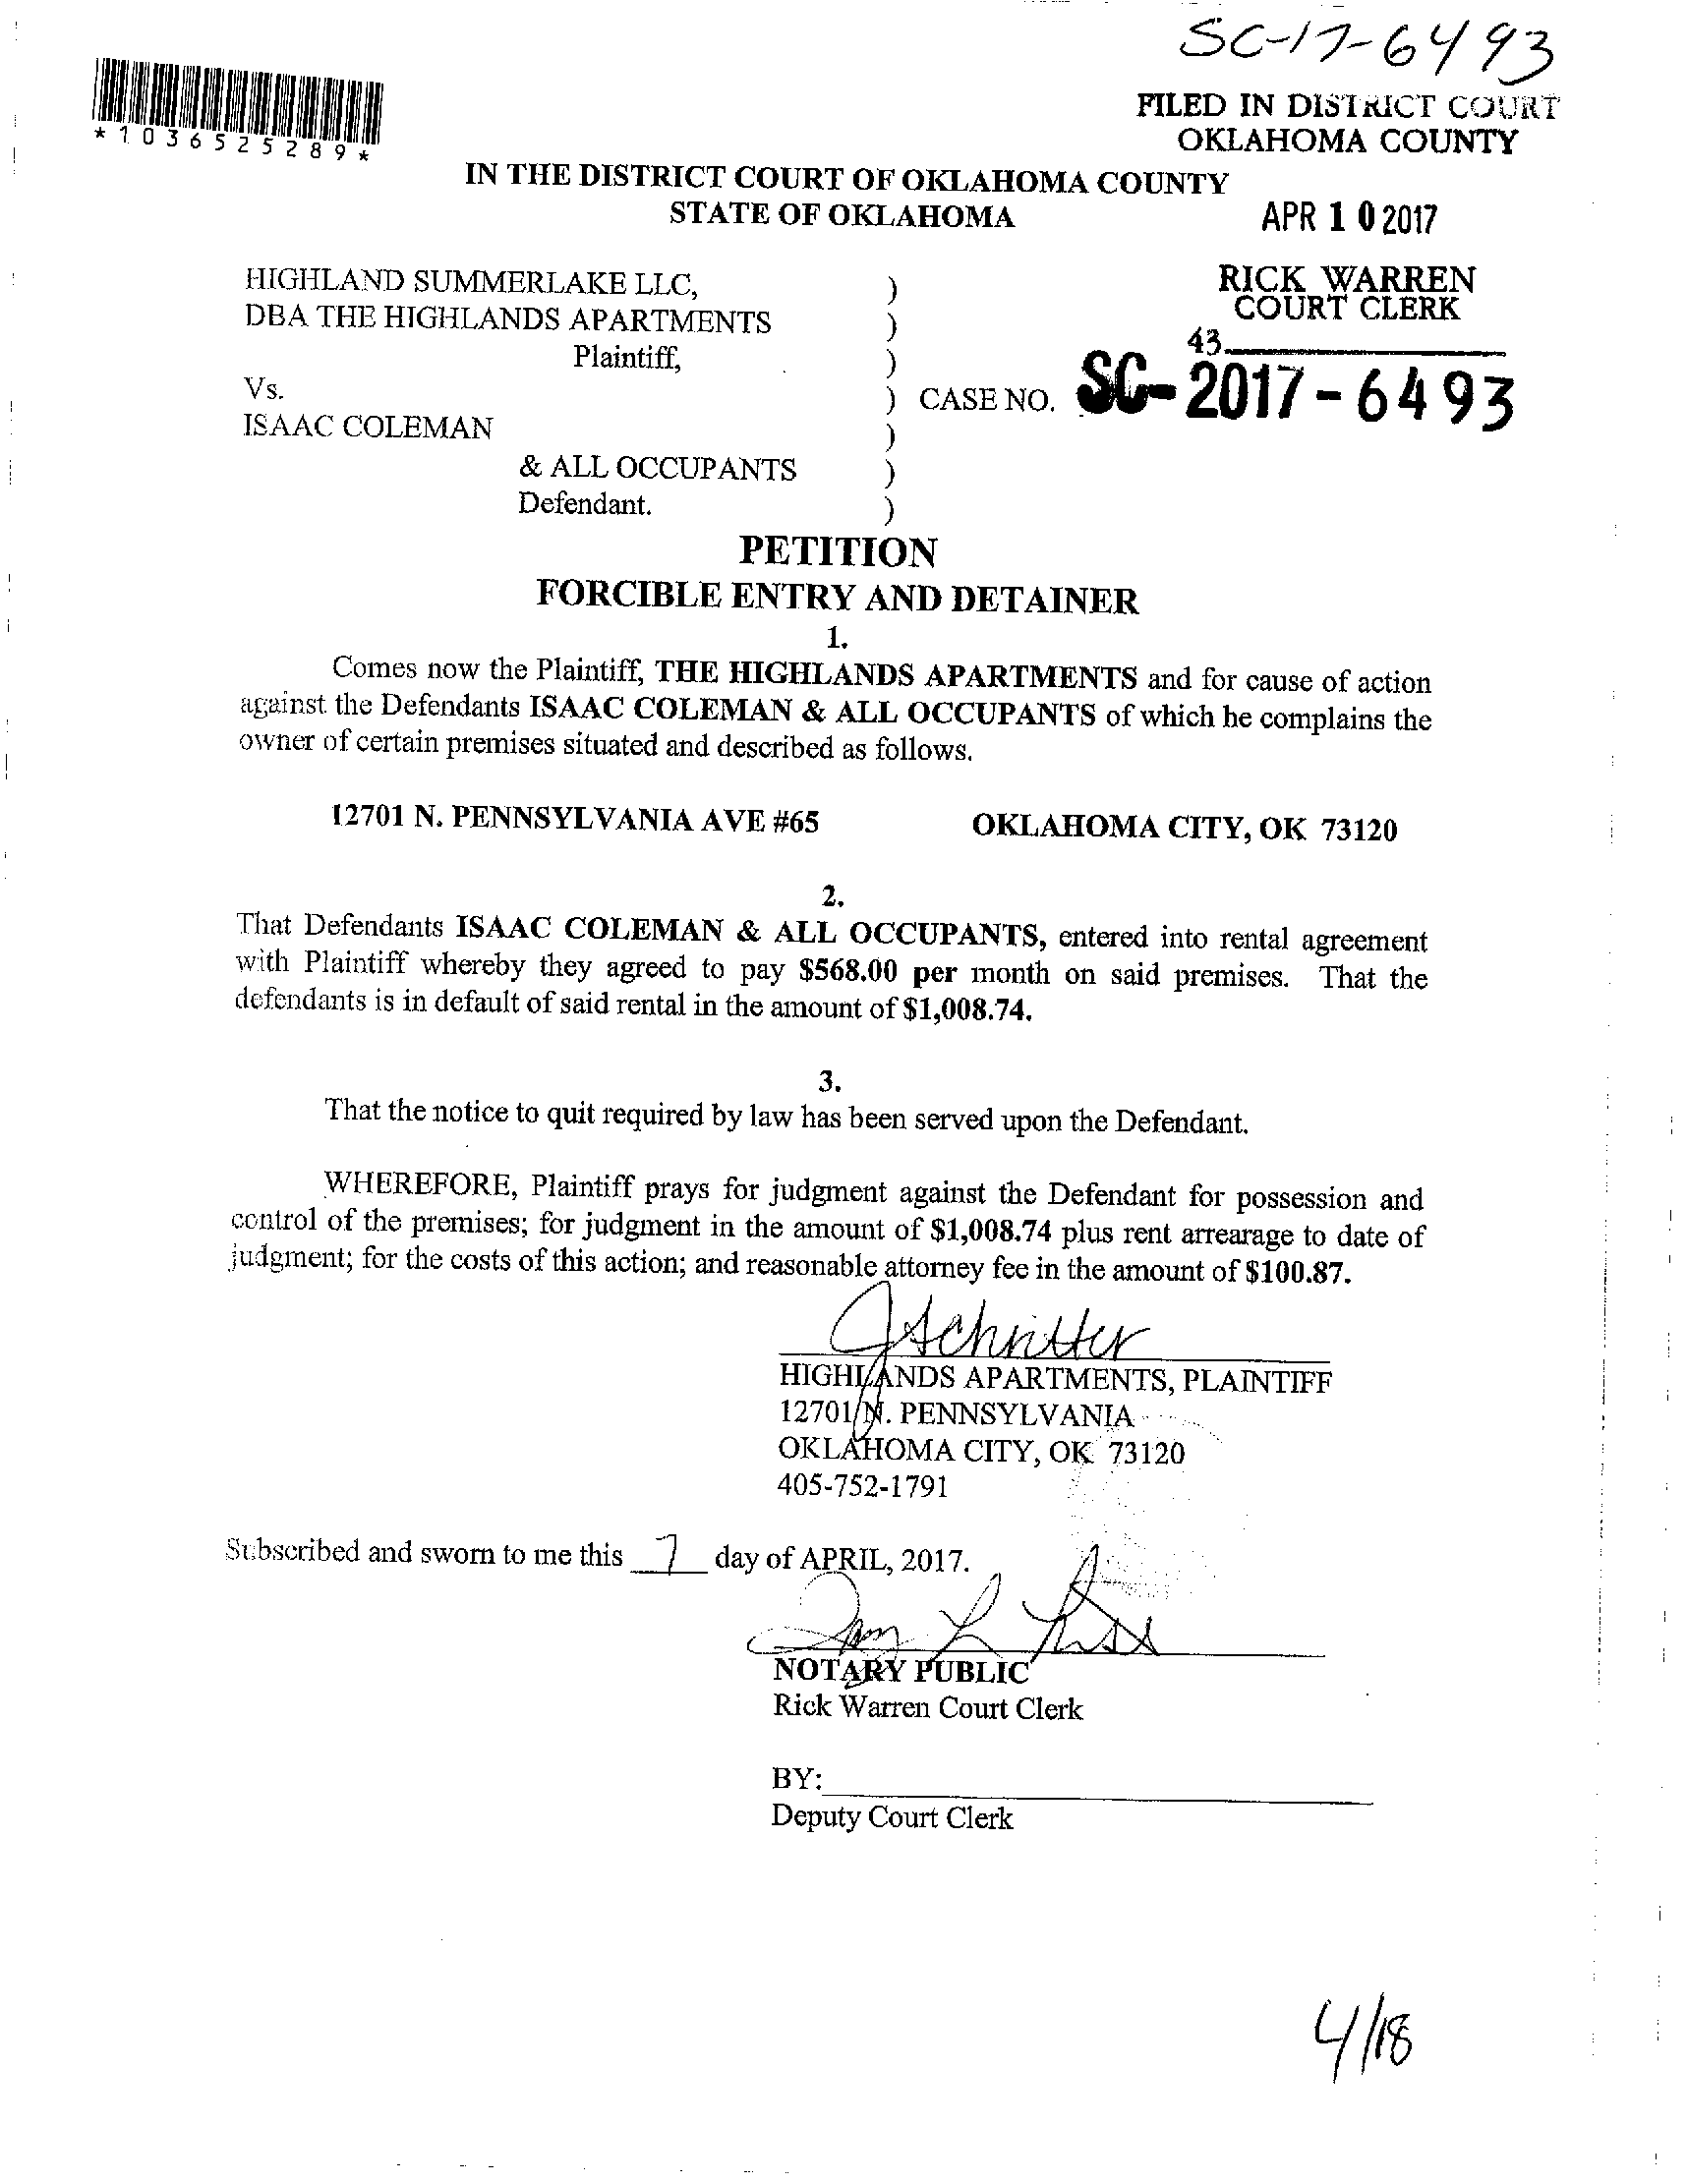 SC-17-6493
*1036525289*
FILED IN DISTRICT COURT
OKLAHOMA COUNTY
IN THE DISTRICT COURT OF OKLAHOMA COUNTY
STATE OF OKLAHOMA
APR 10 2017
HIGHLAND SUMMERLAKE LLC, )
DBA THE HIGHLANDS APARTMENTS )
Plaintiff, )
RICK WARREN
COURT CLERK
43
Vs. ) CASE NO. SC-2017-6493
ISAAC COLEMAN )
& ALL OCCUPANTS )
Defendant. )
PETITION
FORCIBLE ENTRY AND DETAINER
1.
Comes now the Plaintiff, THE HIGHLANDS APARTMENTS and for cause of action
against the Defendants ISAAC COLEMAN & ALL OCCUPANTS of which he complains the
owner of certain premises situated and described as follows.
12701 N. PENNSYLVANIA AVE #65 OKLAHOMA CITY, OK 73120
2.
That Defendants ISAAC COLEMAN & ALL OCCUPANTS, entered into rental agreement
with Plaintiff whereby they agreed to pay $568.00 per month on said premises. That the
defendants is in default of said rental in the amount of $1,008.74.
3.
That the notice to quit required by law has been served upon the Defendant.
WHEREFORE, Plaintiff prays for judgment against the Defendant for possession and
control of the premises; for judgment in the amount of $1,008.74 plus rent arrearage to date of
judgment; for the costs of this action; and reasonable attorney fee in the amount of $100.87.
HIGHLANDS APARTMENTS, PLAINTIFF
12701 N. PENNSYLVANIA
OKLAHOMA CITY, OK 73120
405-752-1791
Subscribed and sworn to me this 7 day of APRIL, 2017.
NOTARY PUBLIC
Rick Warren Court Clerk
BY:
Deputy Court Clerk
4/18